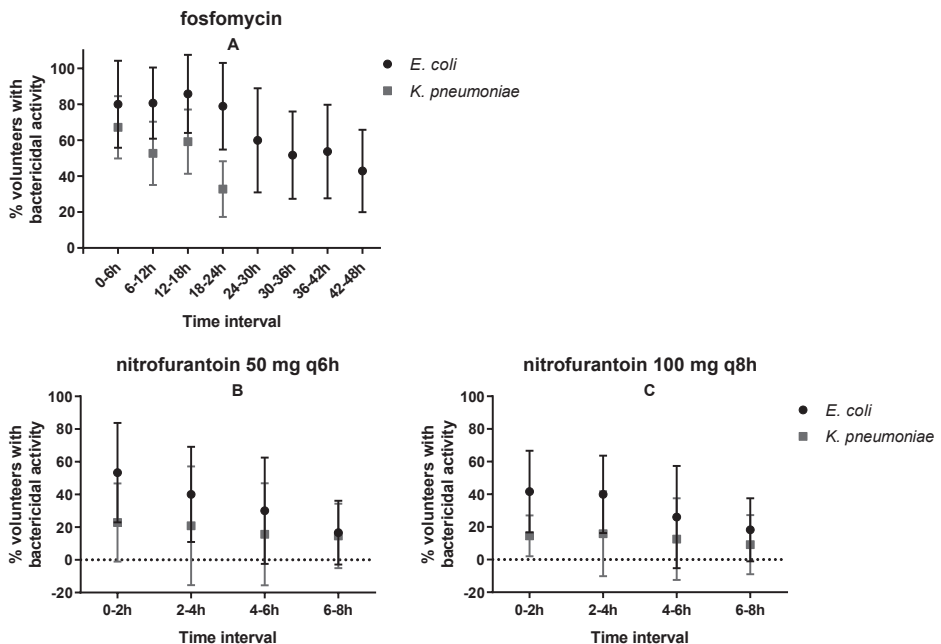 fosfomycin
A
% volunteers with
bactericidal activity
100
80
60
40
20
0
0-6h
6-12h
12-18h
18-24h
24-30h
30-36h
36-42h
42-48h
Time interval
E. coli
K. pneumoniae
nitrofurantoin 50 mg q6h
B
% volunteers with
bactericidal activity
100
80
60
40
20
0
-20
0-2h
2-4h
4-6h
6-8h
Time interval
nitrofurantoin 100 mg q8h
C
% volunteers with
bactericidal activity
100
80
60
40
20
0
-20
0-2h
2-4h
4-6h
6-8h
Time interval
E. coli
K. pneumoniae